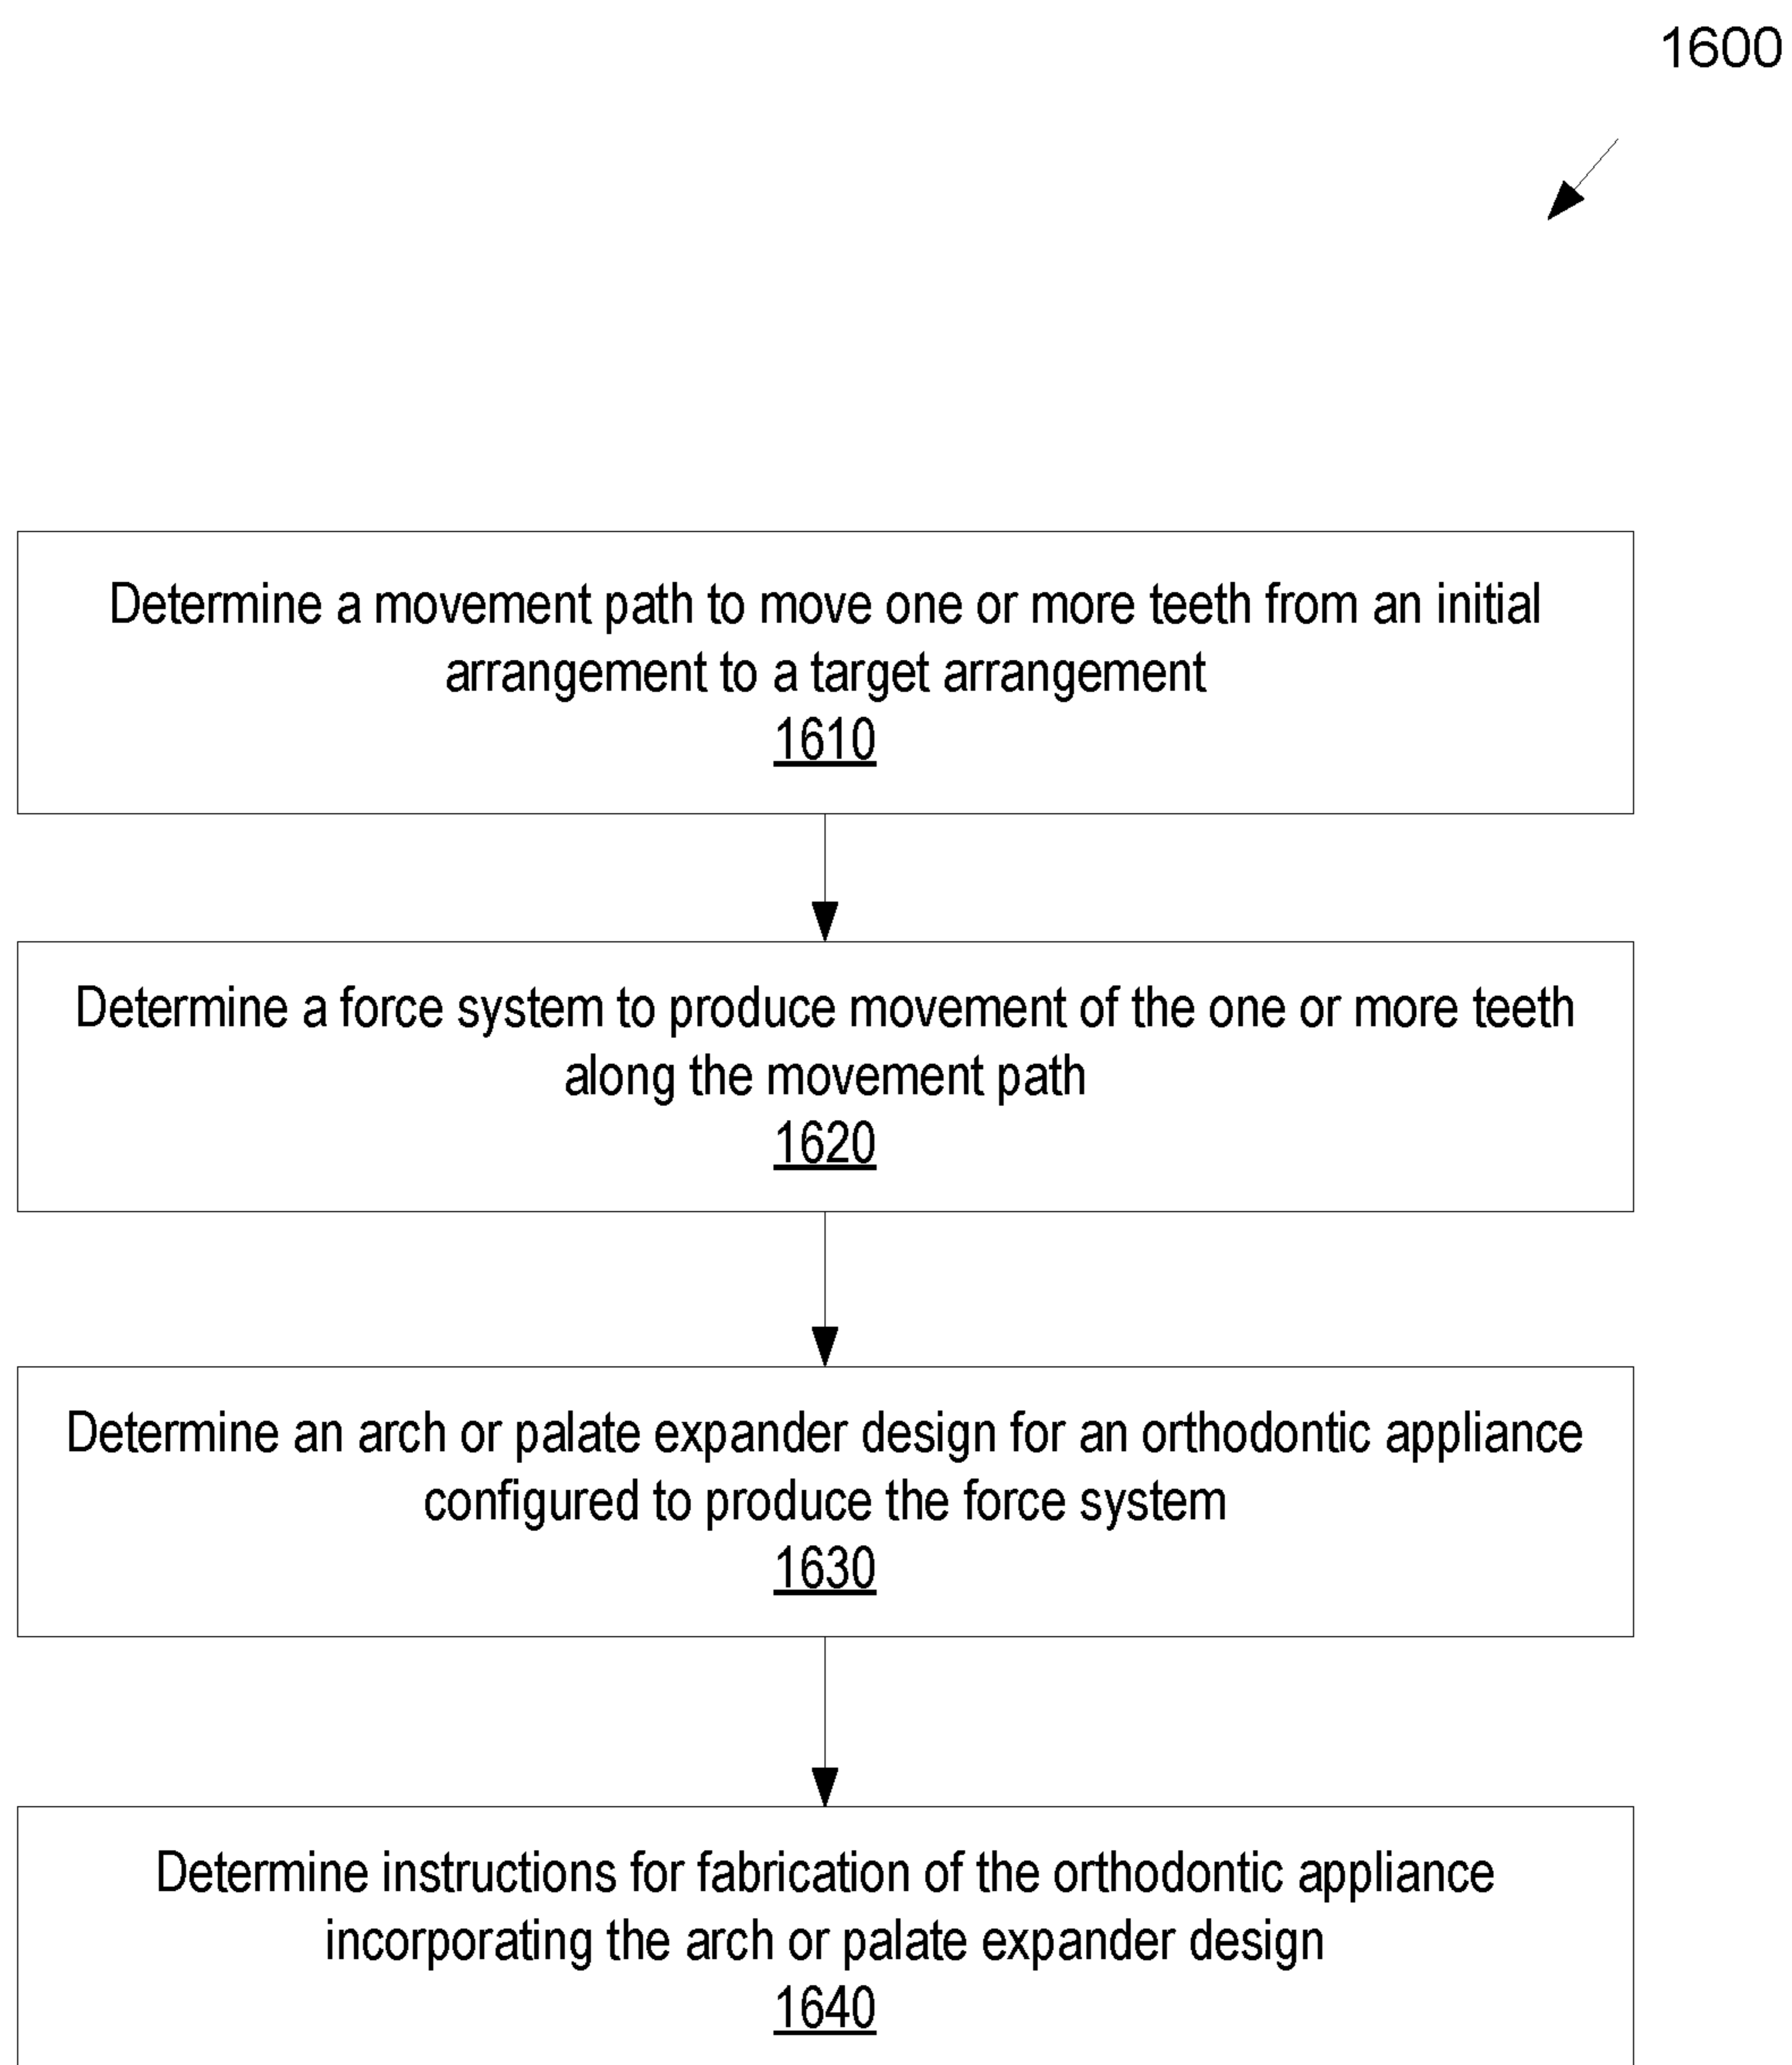 1600
Determine a movement path to move one or more teeth from an initial
arrangement to a target arrangement
1610
Determine a force system to produce movement of the one or more teeth
along the movement path
1620
Determine an arch or palate expander design for an orthodontic appliance
configured to produce the force system
1630
Determine instructions for fabrication of the orthodontic appliance
incorporating the arch or palate expander design
1640